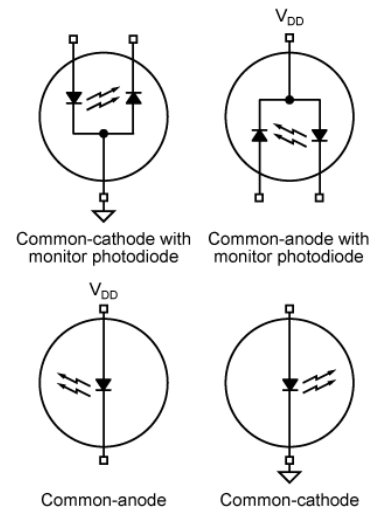 V_DD
Common-cathode with
monitor photodiode
Common-anode with
monitor photodiode
V_DD
Common-anode
Common-cathode